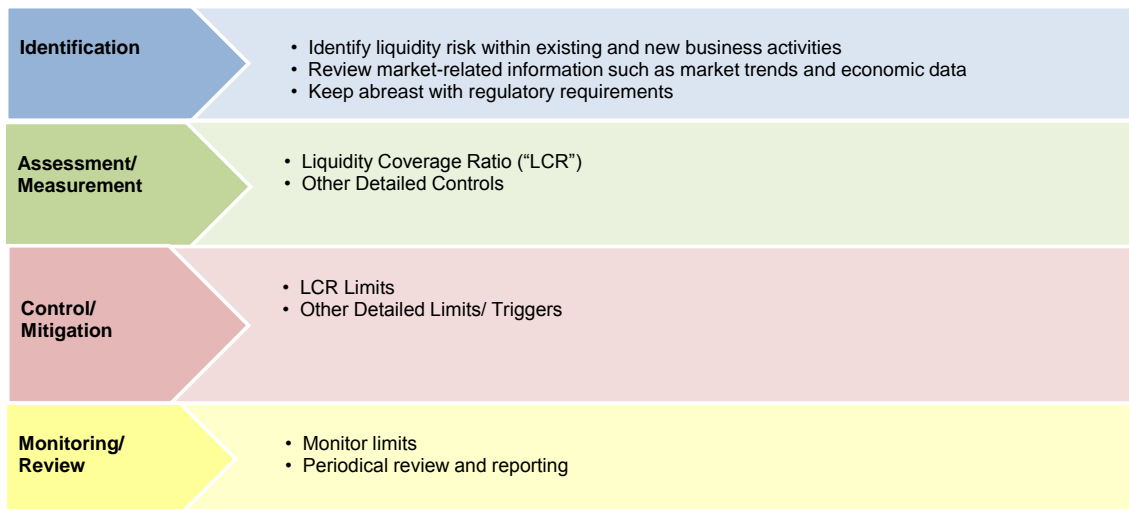 Identification
• Identify liquidity risk within existing and new business activities
• Review market-related information such as market trends and economic data
• Keep abreast with regulatory requirements
Assessment/
Measurement
• Liquidity Coverage Ratio (“LCR”)
• Other Detailed Controls
Control/
Mitigation
• LCR Limits
• Other Detailed Limits/ Triggers
Monitoring/
Review
• Monitor limits
• Periodical review and reporting